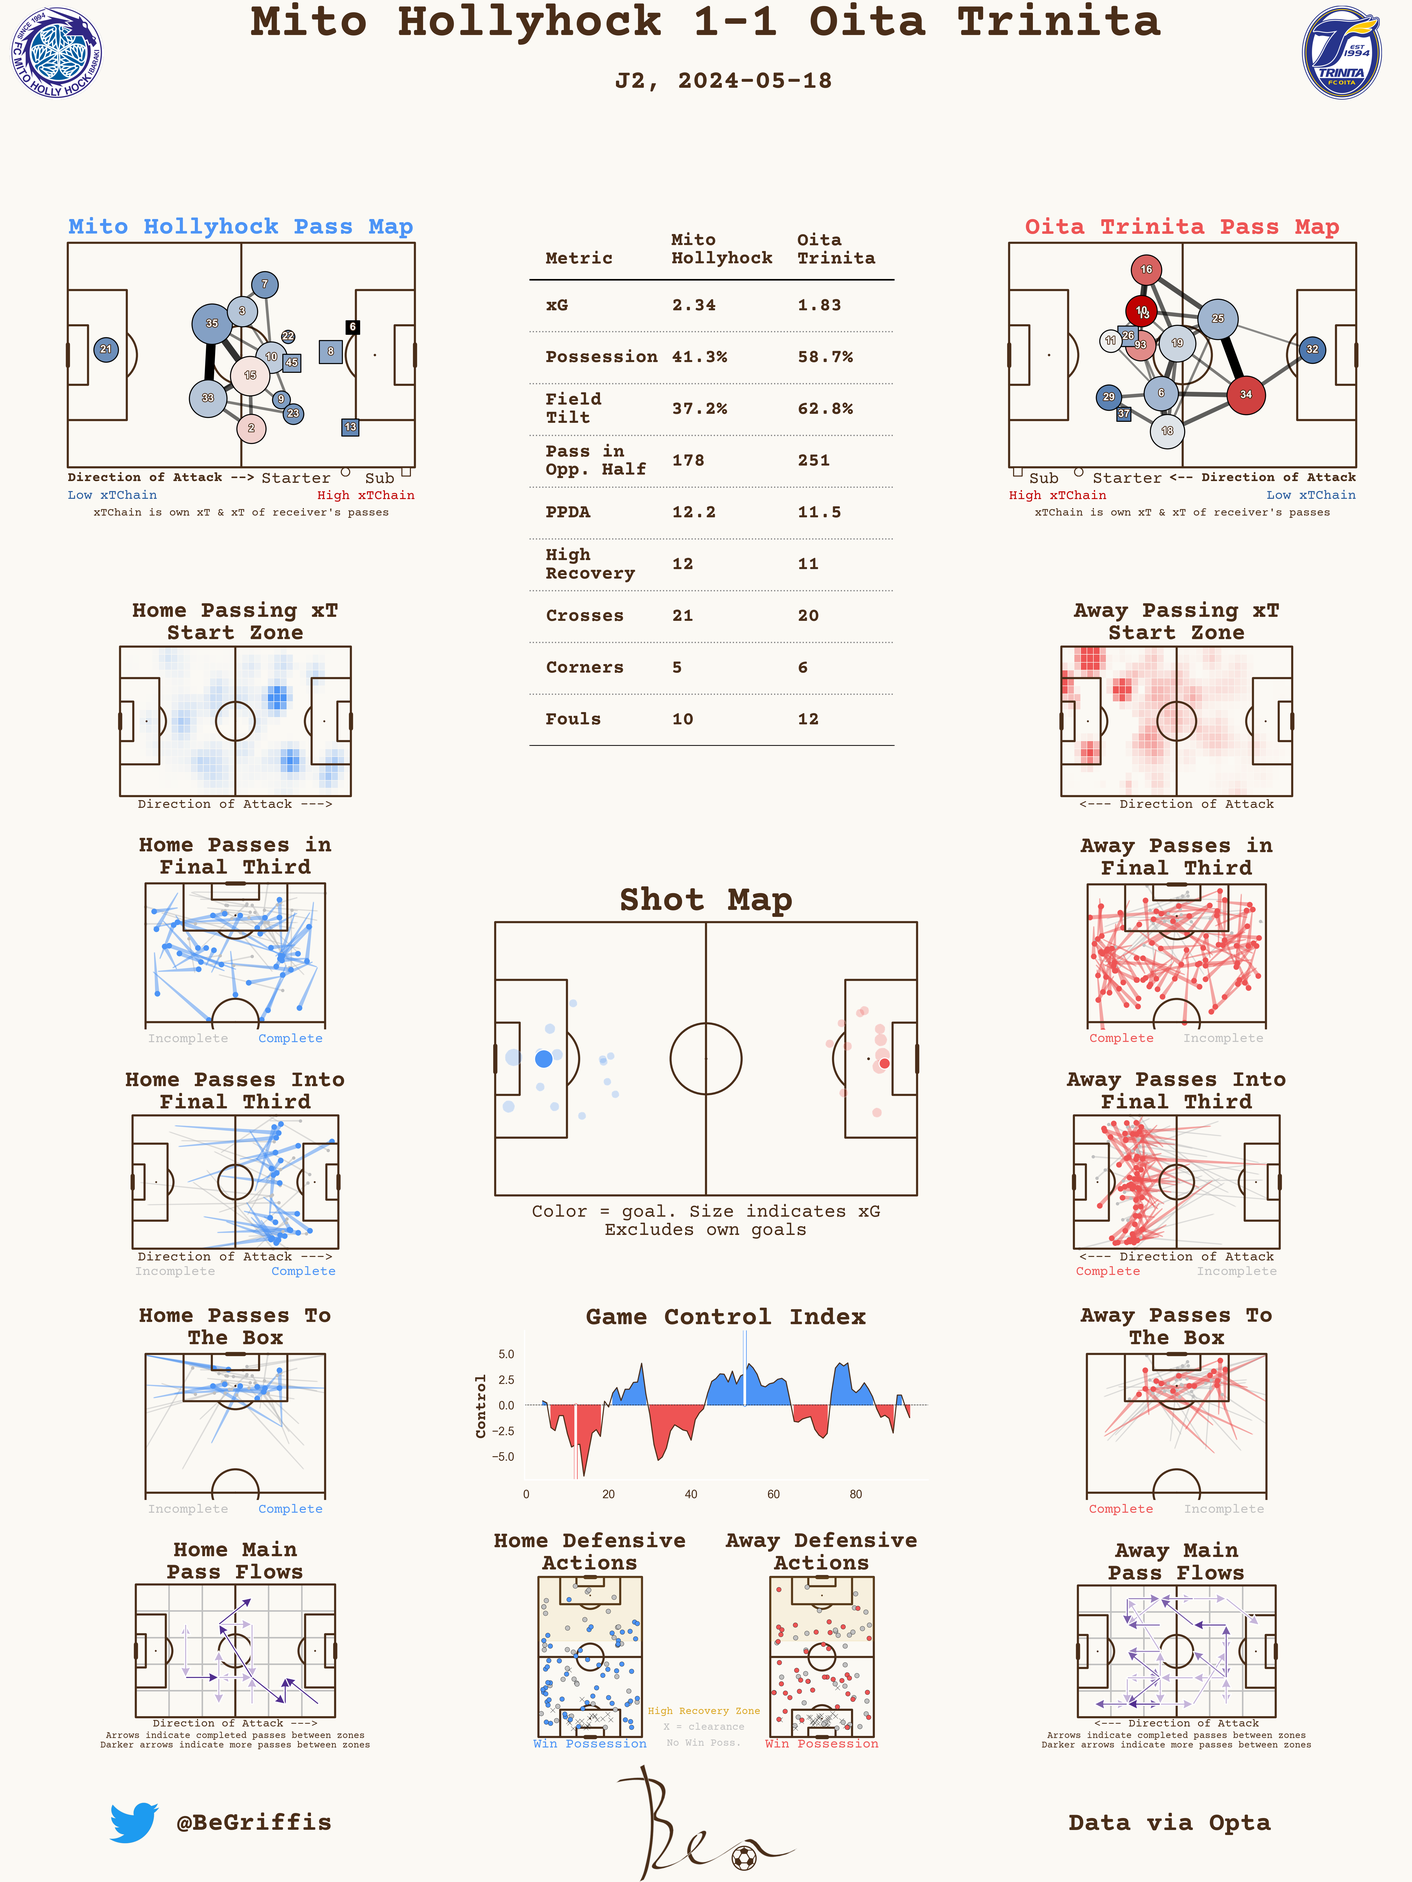 Mito Hollyhock 1-1 Oita Trinita
J2, 2024-05-18
SINCE 1994
FC MITO HOLLY HOCK
IBARAKI
EST
1994
TRINITA
FC OITA
Mito Hollyhock Pass Map
21
35
33
3
7
15
2
10
22
45
9
23
8
6
13
Direction of Attack --> Starter Sub
Low xTChain High xTChain
xTChain is own xT & xT of receiver's passes
Metric Mito Hollyhock Oita Trinita
xG 2.34 1.83
Possession 41.3% 58.7%
Field Tilt 37.2% 62.8%
Pass in Opp. Half 178 251
PPDA 12.2 11.5
High Recovery 12 11
Crosses 21 20
Corners 5 6
Fouls 10 12
Oita Trinita Pass Map
16
10
11
26
93
19
25
32
29
37
6
34
18
Sub Starter <-- Direction of Attack
High xTChain Low xTChain
xTChain is own xT & xT of receiver's passes
Home Passing xT
Start Zone
Direction of Attack --->
Away Passing xT
Start Zone
<--- Direction of Attack
Home Passes in
Final Third
Incomplete Complete
Away Passes in
Final Third
Complete Incomplete
Shot Map
Color = goal. Size indicates xG
Excludes own goals
Home Passes Into
Final Third
Direction of Attack --->
Incomplete Complete
Away Passes Into
Final Third
<--- Direction of Attack
Complete Incomplete
Home Passes To
The Box
Incomplete Complete
Game Control Index
Control
5.0
2.5
0.0
−2.5
−5.0
0 20 40 60 80
Away Passes To
The Box
Complete Incomplete
Home Main
Pass Flows
Direction of Attack --->
Arrows indicate completed passes between zones
Darker arrows indicate more passes between zones
Home Defensive
Actions
Win Possession
High Recovery Zone
X = clearance
No Win Poss.
Away Defensive
Actions
Win Possession
Away Main
Pass Flows
<--- Direction of Attack
Arrows indicate completed passes between zones
Darker arrows indicate more passes between zones
@BeGriffis
Ben
Data via Opta